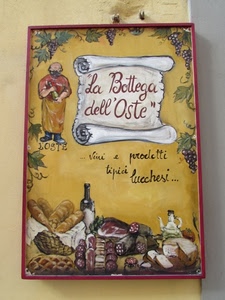 "La Bottega
dell'Oste"
L'OSTE
...vini e prodotti
tipici
lucchesi...